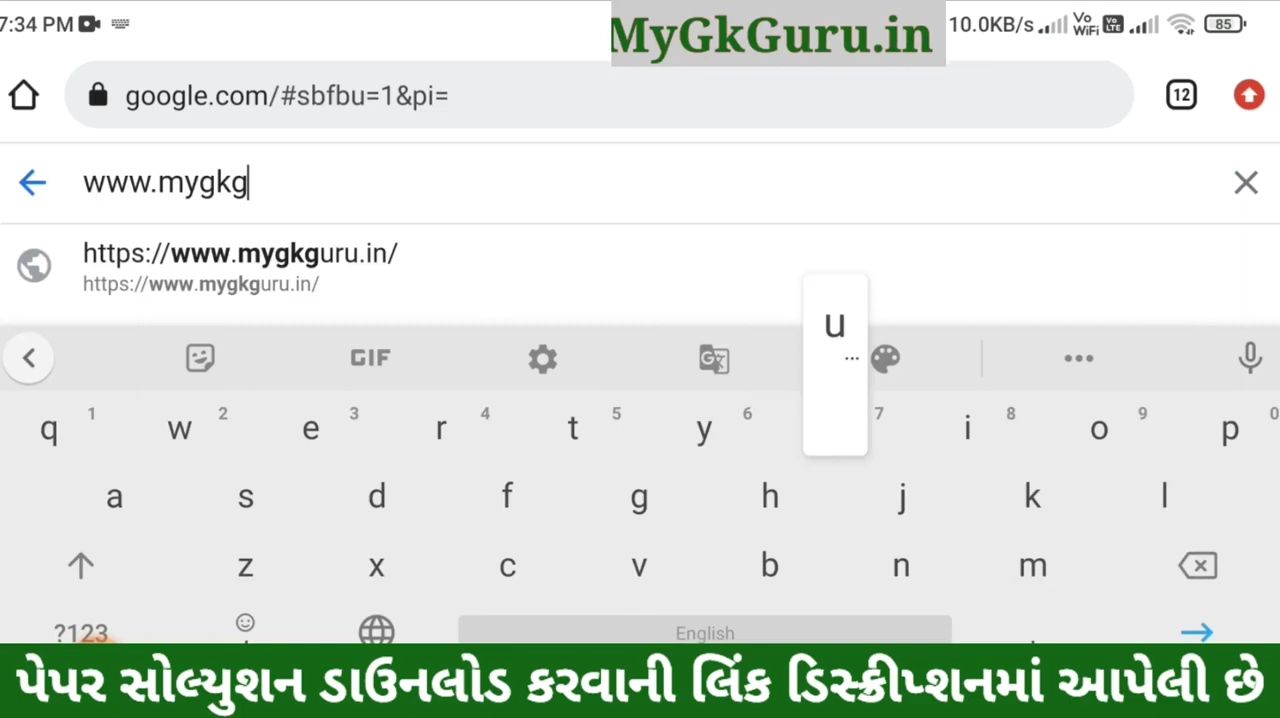 7:34 PM
10.0KB/s Vo WiFi Vo LTE 85
MyGkGuru.in
google.com/#sbfbu=1&pi=
12
www.mygkg
https://www.mygkguru.in/
https://www.mygkguru.in/
u
...
GIF
q 1 w 2 e 3 r 4 t 5 y 6 7 i 8 o 9 p 0
a s d f g h j k l
z x c v b n m
?123 English
પેપર સોલ્યુશન ડાઉનલોડ કરવાની લિંક ડિસ્ક્રીપ્શનમાં આપેલી છે